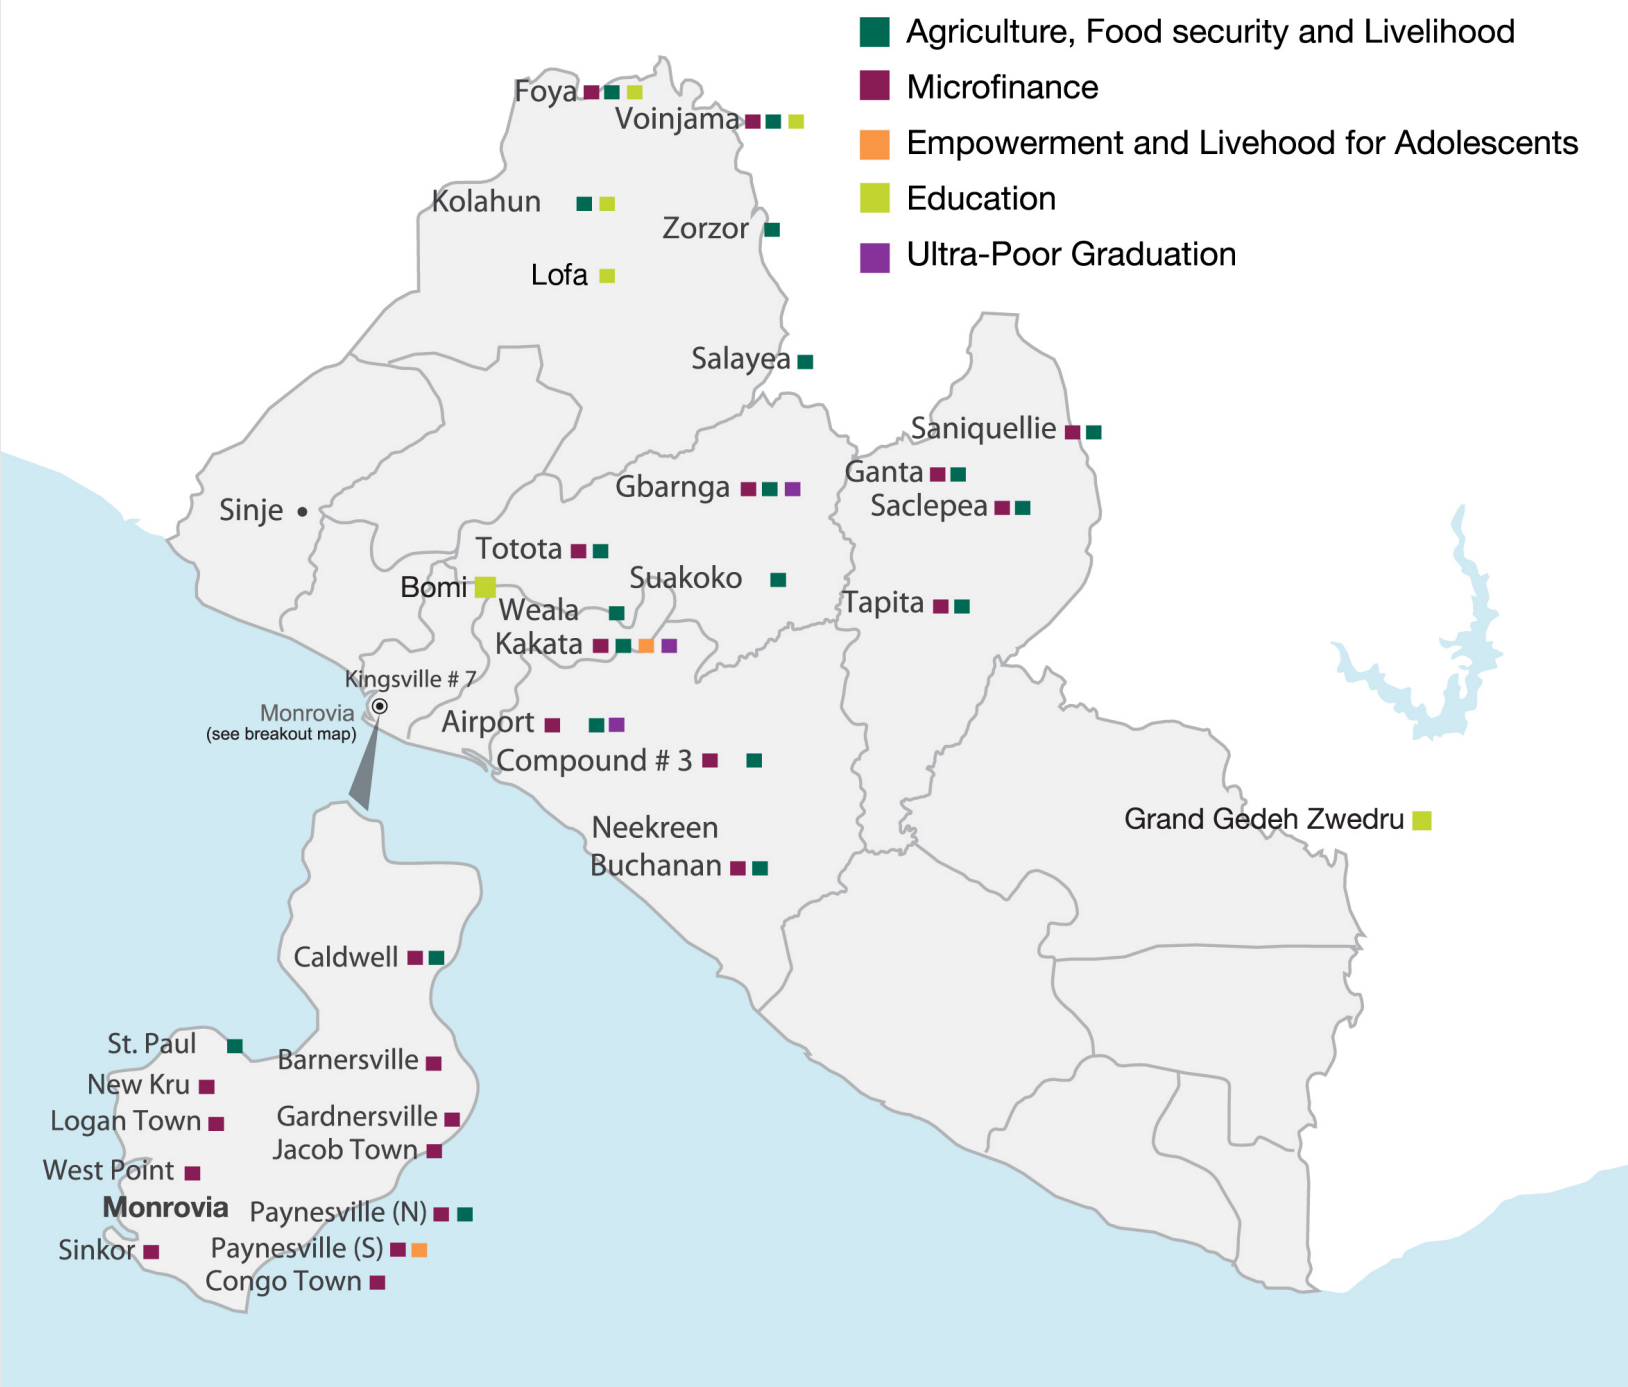 Agriculture, Food security and Livelihood
Microfinance
Empowerment and Livehood for Adolescents
Education
Ultra-Poor Graduation
Foya
Voinjama
Kolahun
Zorzor
Lofa
Salayea
Saniquellie
Ganta
Gbarnga
Saclepea
Sinje
Totota
Suakoko
Bomi
Weala
Tapita
Kakata
Kingsville # 7
Monrovia
(see breakout map)
Airport
Compound # 3
Grand Gedeh Zwedru
Neekreen
Buchanan
Caldwell
St. Paul
Barnersville
New Kru
Gardnersville
Logan Town
Jacob Town
West Point
Monrovia
Paynesville (N)
Sinkor
Paynesville (S)
Congo Town